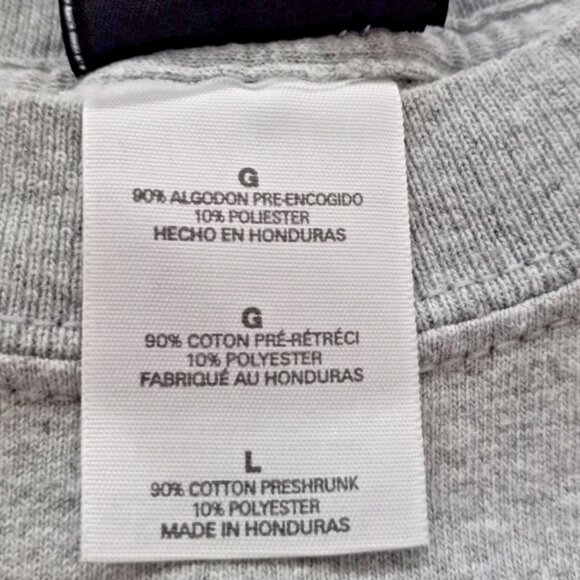 G
90% ALGODON PRE-ENCOGIDO
10% POLIESTER
HECHO EN HONDURAS
G
90% COTON PRÉ-RÉTRÉCI
10% POLYESTER
FABRIQUÉ AU HONDURAS
L
90% COTTON PRESHRUNK
10% POLYESTER
MADE IN HONDURAS